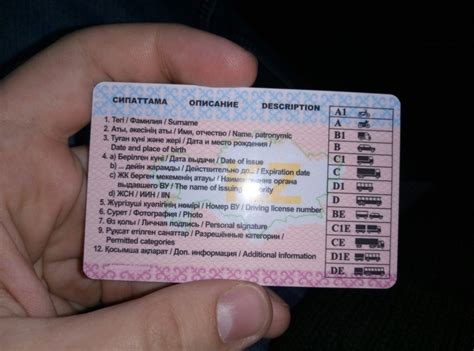 СИПАТТАМА ОПИСАНИЕ DESCRIPTION
1. Тегі / Фамилия / Surname
2. Аты, әкесінің аты / Имя, отчество / Name, patronymic
3. Туған күні және жері / Дата и место рождения /
Date and place of birth
4. a) Берілген күні / Дата выдачи / Date of issue
b) .. дейін жарамды / Действительно до... / Expiration date
c) ЖК берген мекеменің атауы / Наименование органа
выдавшего ВУ / The name of issuing authority
d) ЖСН / ИИН / IIN
5. Жүргізуші куәлігінің нөмірі / Номер ВУ / Driving license number
6. Сурет / Фотография / Photo
7. Өз қолы / Личная подпись / Personal signature
9. Рұқсат етілген санаттар / Разрешённые категории /
Permitted categories
12. Қосымша ақпарат / Доп. информация / Additional information
A1
A
B1
B
C1
C
D1
D
BE
C1E
CE
D1E
DE
KZ